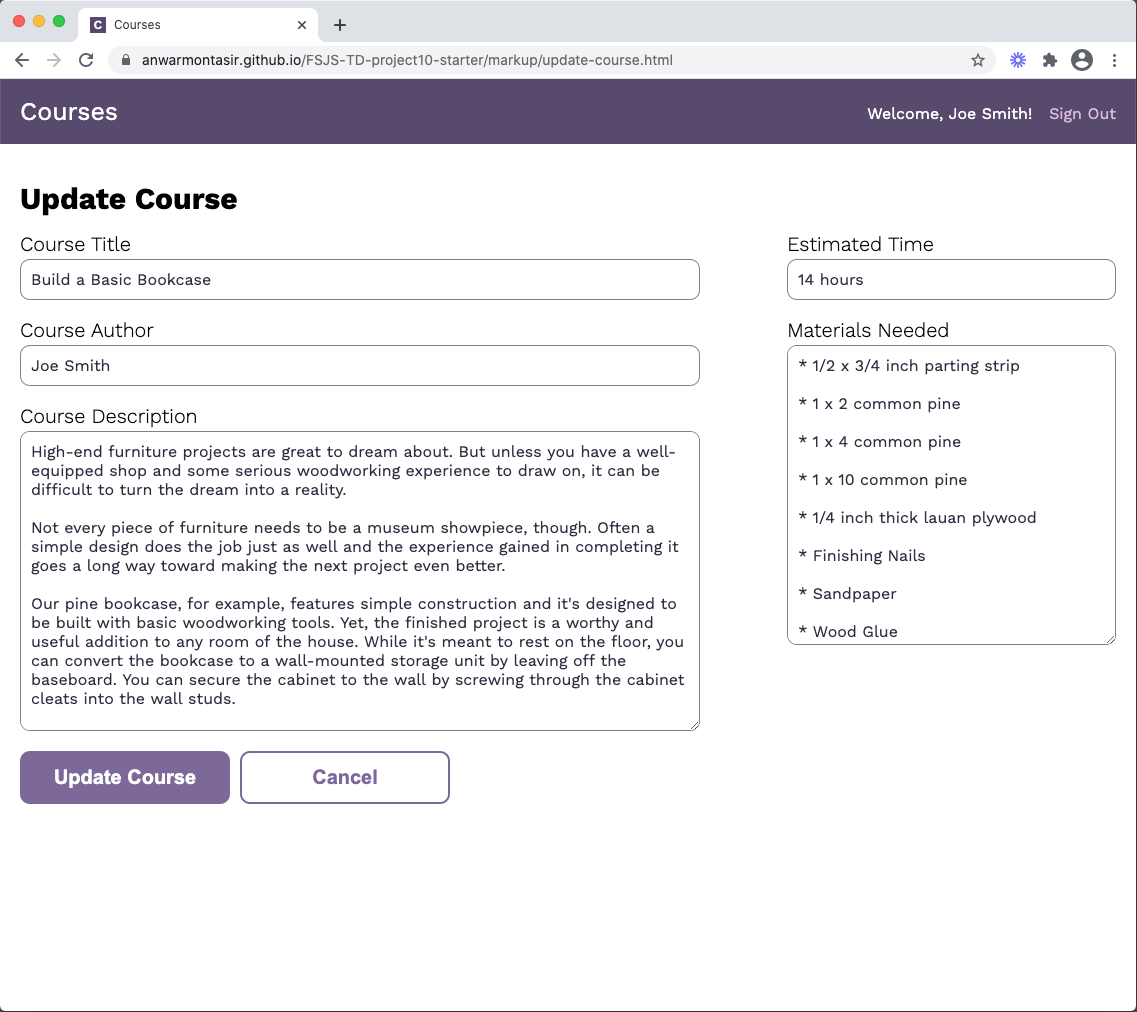 Courses
anwarmontasir.github.io/FSJS-TD-project10-starter/markup/update-course.html
Courses
Welcome, Joe Smith! Sign Out
Update Course
Course Title
Build a Basic Bookcase
Course Author
Joe Smith
Course Description
High-end furniture projects are great to dream about. But unless you have a well-
equipped shop and some serious woodworking experience to draw on, it can be
difficult to turn the dream into a reality.
Not every piece of furniture needs to be a museum showpiece, though. Often a
simple design does the job just as well and the experience gained in completing it
goes a long way toward making the next project even better.
Our pine bookcase, for example, features simple construction and it's designed to
be built with basic woodworking tools. Yet, the finished project is a worthy and
useful addition to any room of the house. While it's meant to rest on the floor, you
can convert the bookcase to a wall-mounted storage unit by leaving off the
baseboard. You can secure the cabinet to the wall by screwing through the cabinet
cleats into the wall studs.
Estimated Time
14 hours
Materials Needed
* 1/2 x 3/4 inch parting strip
* 1 x 2 common pine
* 1 x 4 common pine
* 1 x 10 common pine
* 1/4 inch thick lauan plywood
* Finishing Nails
* Sandpaper
* Wood Glue
Update Course
Cancel